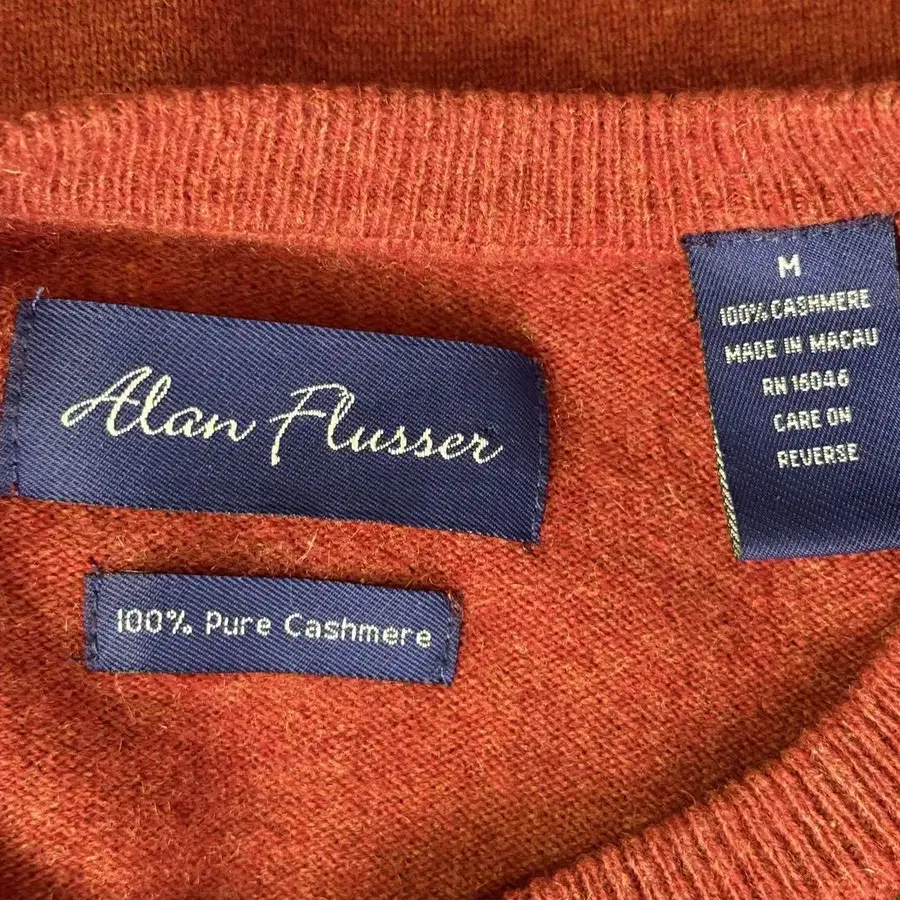 Alan Flusser
100% Pure Cashmere
M
100% CASHMERE
MADE IN MACAU
RN 16046
CARE ON
REVERSE